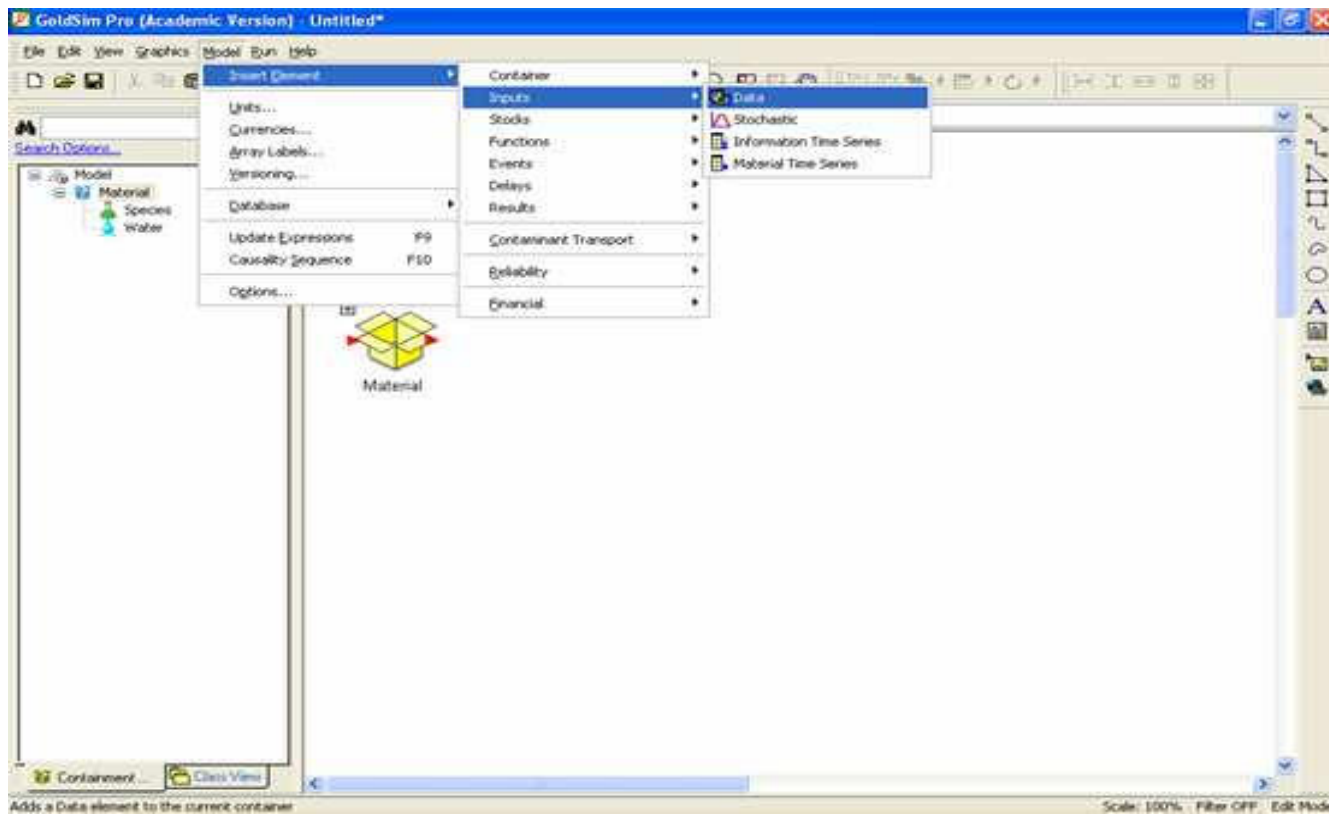 GoldSim Pro (Academic Version) - Untitled*
File Edit View Graphics Model Run Help
Search Options...
Model
Material
Species
Water
Insert Element
Units...
Currencies...
Array Labels...
Versioning...
Database
Update Expressions F9
Causality Sequence F10
Options...
Container
Inputs
Stocks
Functions
Events
Delays
Results
Contaminant Transport
Reliability
Financial
Data
Stochastic
Information Time Series
Material Time Series
Material
A
Containment... Class View
Adds a Data element to the current container
Scale: 100% Filter OFF Edit Mode